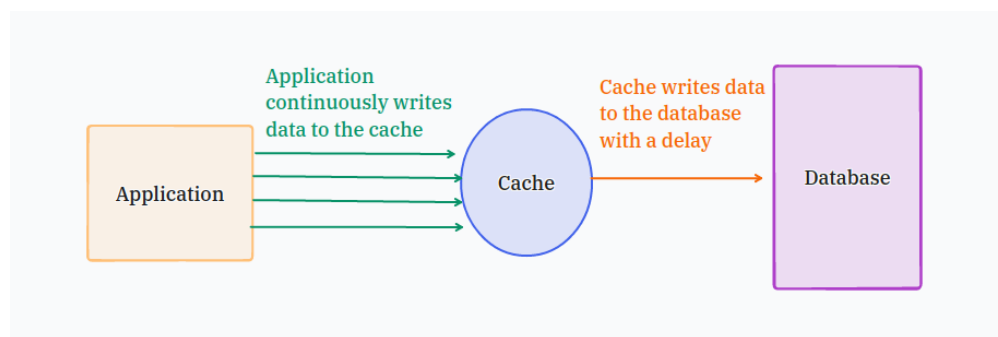 Application
continuously writes
data to the cache
Cache writes data
to the database
with a delay
Application
Cache
Database